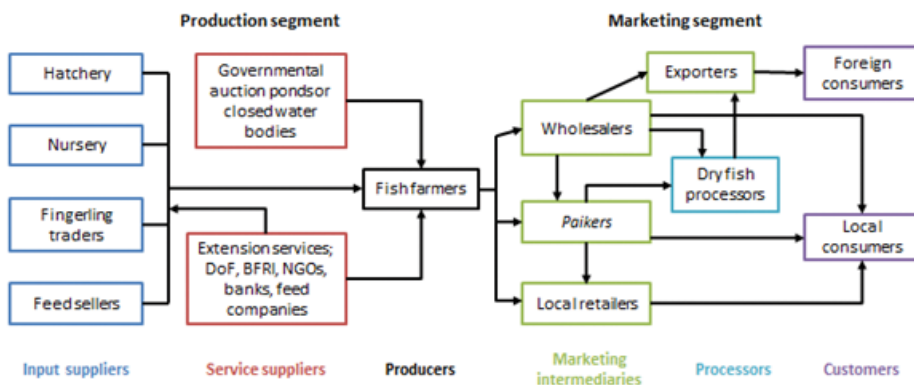 Production segment
Marketing segment
Hatchery
Nursery
Fingerling
traders
Feed sellers
Governmental
auction pondsor
closed water
bodies
Extension services;
DoF, BFRI, NGOs,
banks, feed
companies
Fish farmers
Exporters
Wholesalers
Paikers
Local retailers
Dry fish
processors
Foreign
consumers
Local
consumers
Input suppliers
Service suppliers
Producers
Marketing
intermediaries
Processors
Customers